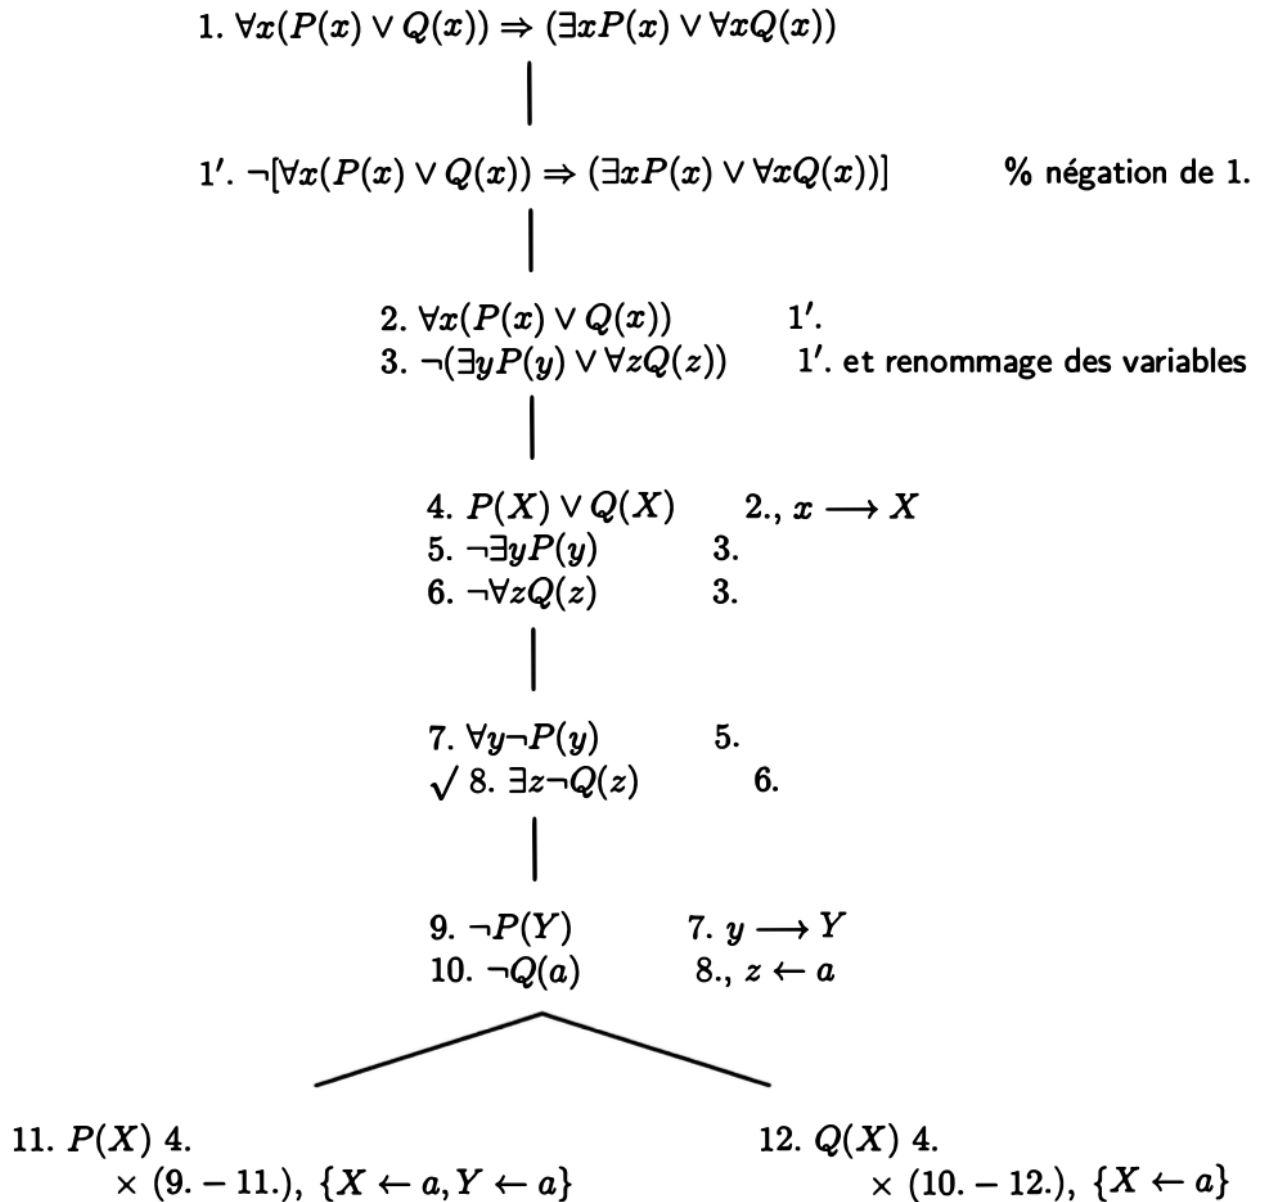 1. ∀x(P(x) ∨ Q(x)) ⇒ (∃xP(x) ∨ ∀xQ(x))
1′. ¬[∀x(P(x) ∨ Q(x)) ⇒ (∃xP(x) ∨ ∀xQ(x))] % négation de 1.
2. ∀x(P(x) ∨ Q(x)) 1′.
3. ¬(∃yP(y) ∨ ∀zQ(z)) 1′. et renommage des variables
4. P(X) ∨ Q(X) 2., x ⟶ X
5. ¬∃yP(y) 3.
6. ¬∀zQ(z) 3.
7. ∀y¬P(y) 5.
√ 8. ∃z¬Q(z) 6.
9. ¬P(Y) 7. y ⟶ Y
10. ¬Q(a) 8., z ← a
11. P(X) 4. 12. Q(X) 4.
× (9. − 11.), {X ← a, Y ← a} × (10. − 12.), {X ← a}